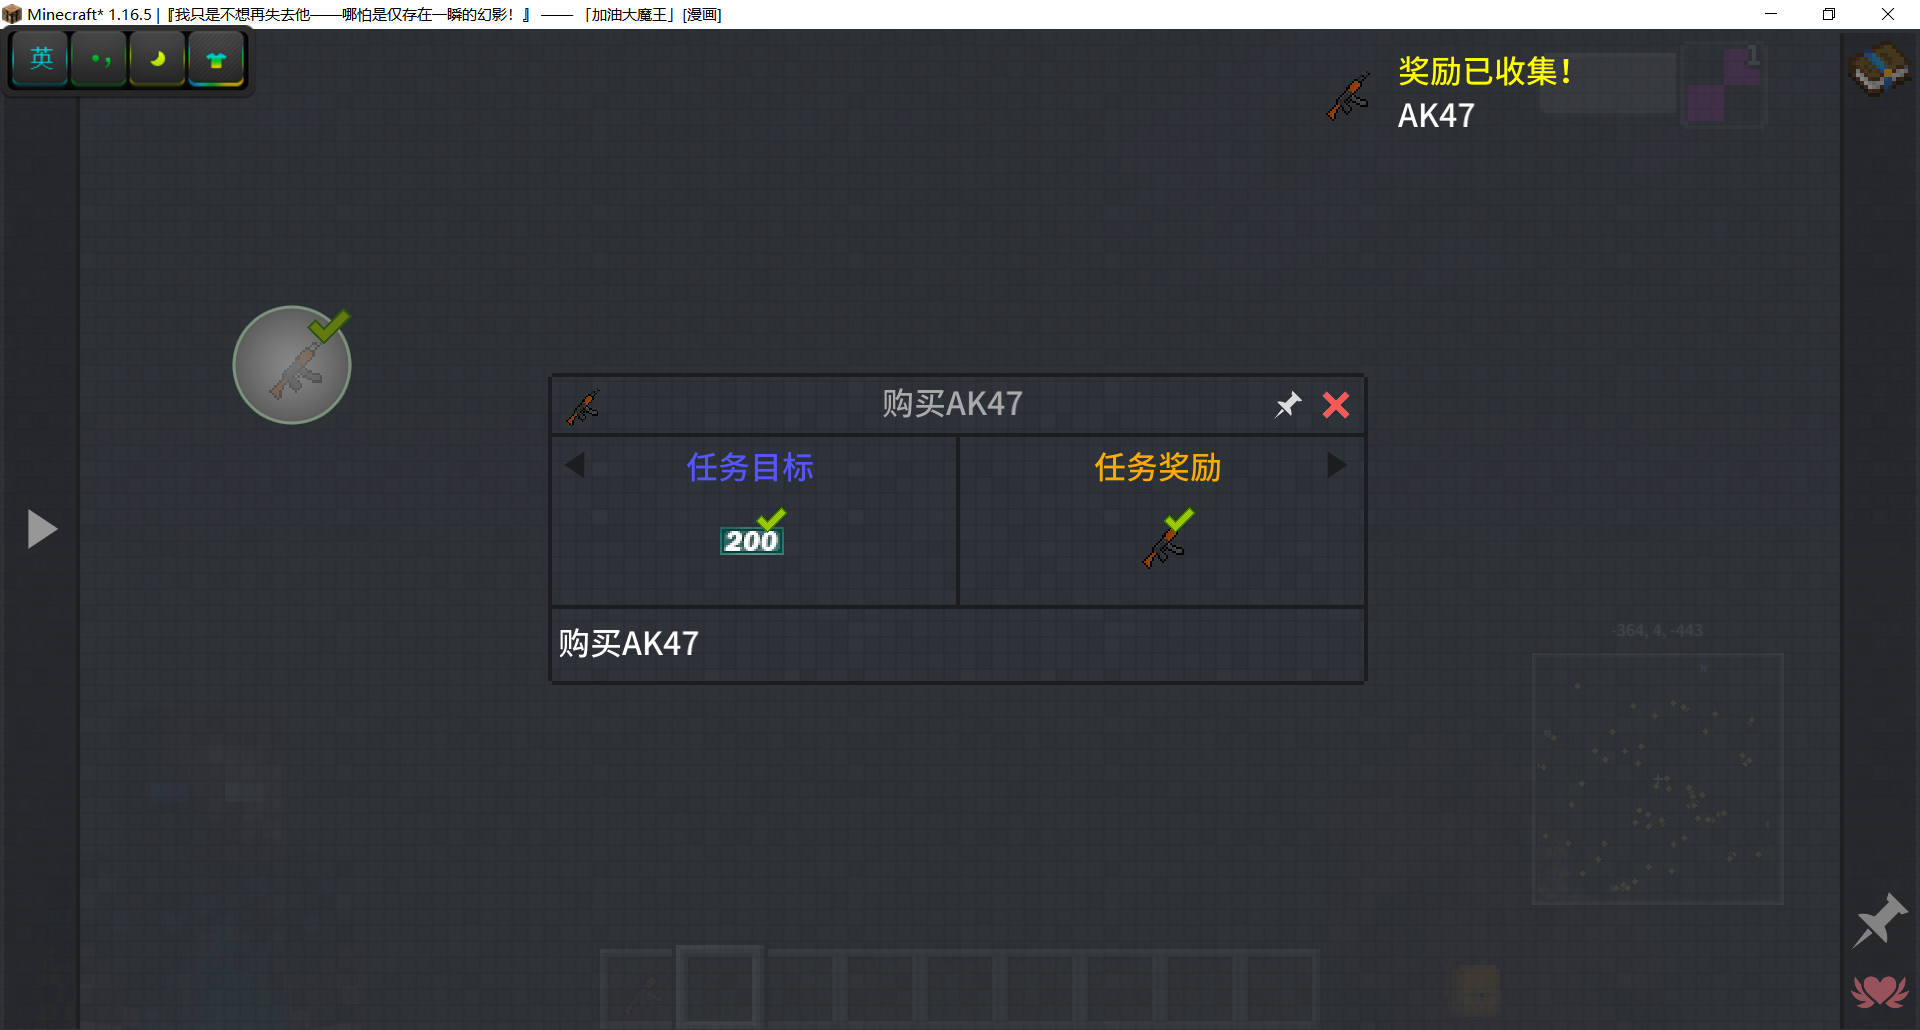 Minecraft* 1.16.5 |『我只是不想再失去他——哪怕是仅存在一瞬的幻影！』 —— 「加油大魔王」[漫画]
英
奖励已收集！
1
AK47
购买AK47
任务目标
任务奖励
200
购买AK47
-364, 4, -443
N